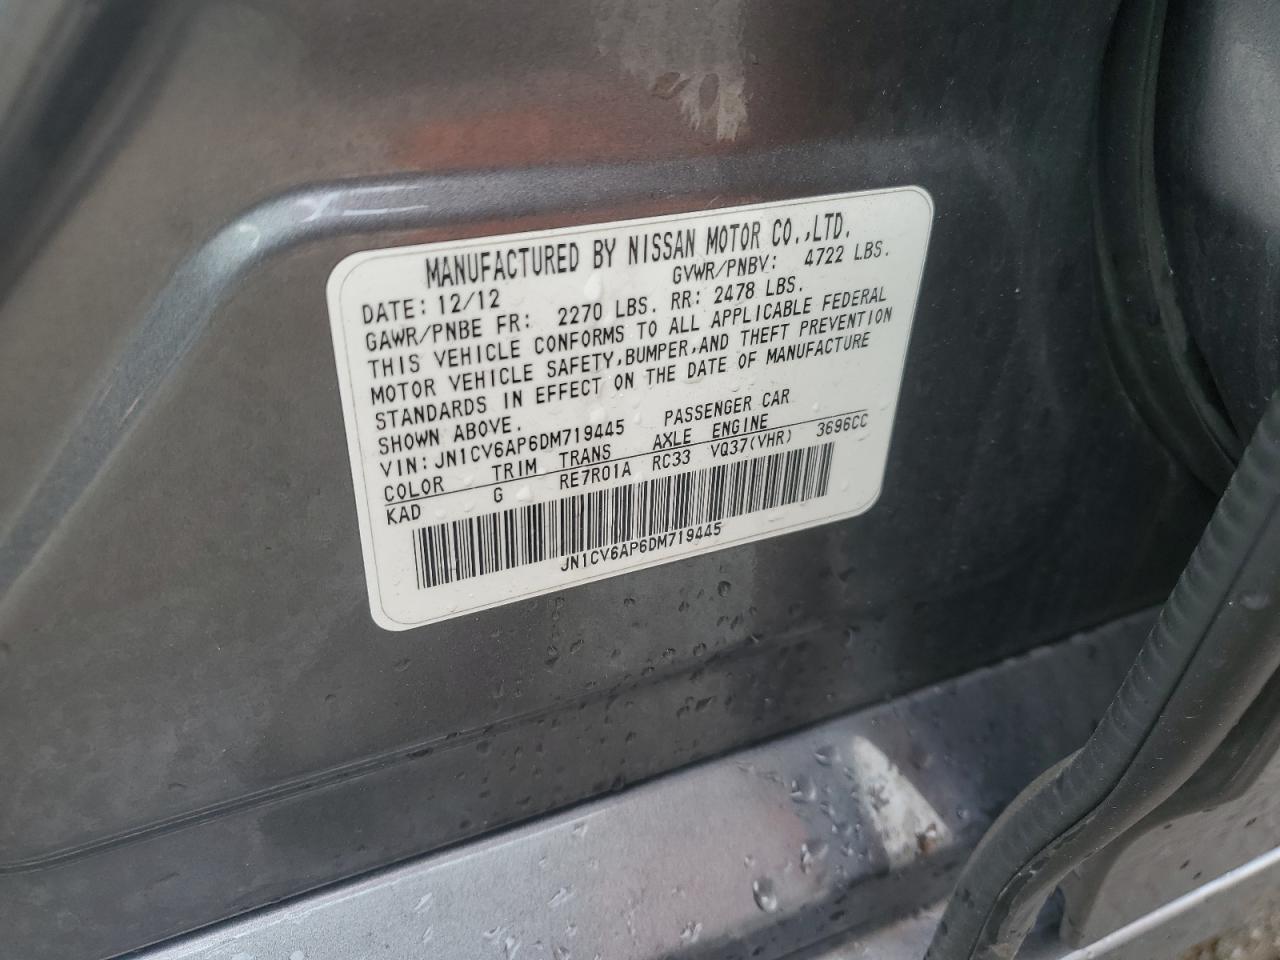 MANUFACTURED BY NISSAN MOTOR CO.,LTD.
DATE: 12/12 GVWR/PNBV: 4722 LBS.
GAWR/PNBE FR: 2270 LBS. RR: 2478 LBS.
THIS VEHICLE CONFORMS TO ALL APPLICABLE FEDERAL
MOTOR VEHICLE SAFETY,BUMPER,AND THEFT PREVENTION
STANDARDS IN EFFECT ON THE DATE OF MANUFACTURE
SHOWN ABOVE.
VIN:JN1CV6AP6DM719445 PASSENGER CAR
COLOR TRIM TRANS AXLE ENGINE
KAD G RE7R01A RC33 VQ37(VHR) 3696CC
JN1CV6AP6DM719445